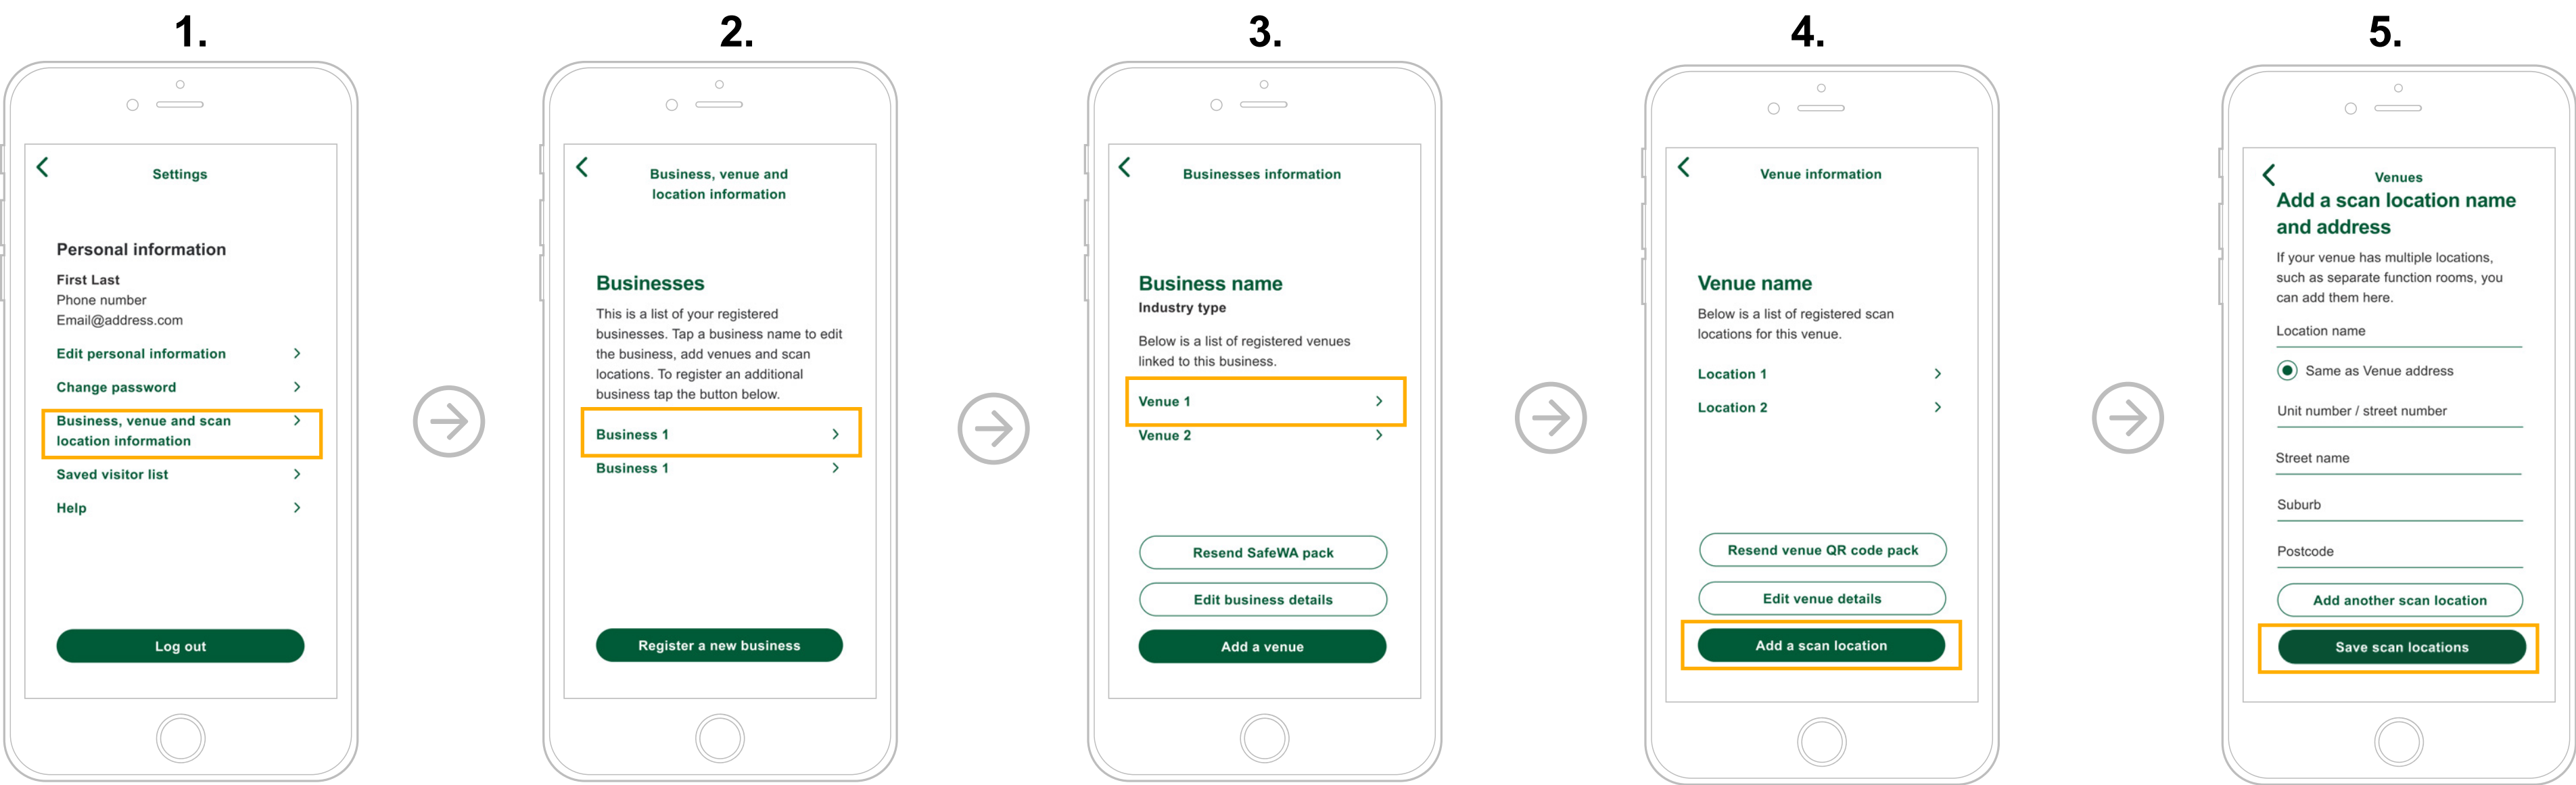 1.
Settings
Personal information
First Last
Phone number
Email@address.com
Edit personal information
Change password
Business, venue and scan
location information
Saved visitor list
Help
Log out
2.
Business, venue and
location information
Businesses
This is a list of your registered
businesses. Tap a business name to edit
the business, add venues and scan
locations. To register an additional
business tap the button below.
Business 1
Business 1
Register a new business
3.
Businesses information
Business name
Industry type
Below is a list of registered venues
linked to this business.
Venue 1
Venue 2
Resend SafeWA pack
Edit business details
Add a venue
4.
Venue information
Venue name
Below is a list of registered scan
locations for this venue.
Location 1
Location 2
Resend venue QR code pack
Edit venue details
Add a scan location
5.
Venues
Add a scan location name
and address
If your venue has multiple locations,
such as separate function rooms, you
can add them here.
Location name
Same as Venue address
Unit number / street number
Street name
Suburb
Postcode
Add another scan location
Save scan locations